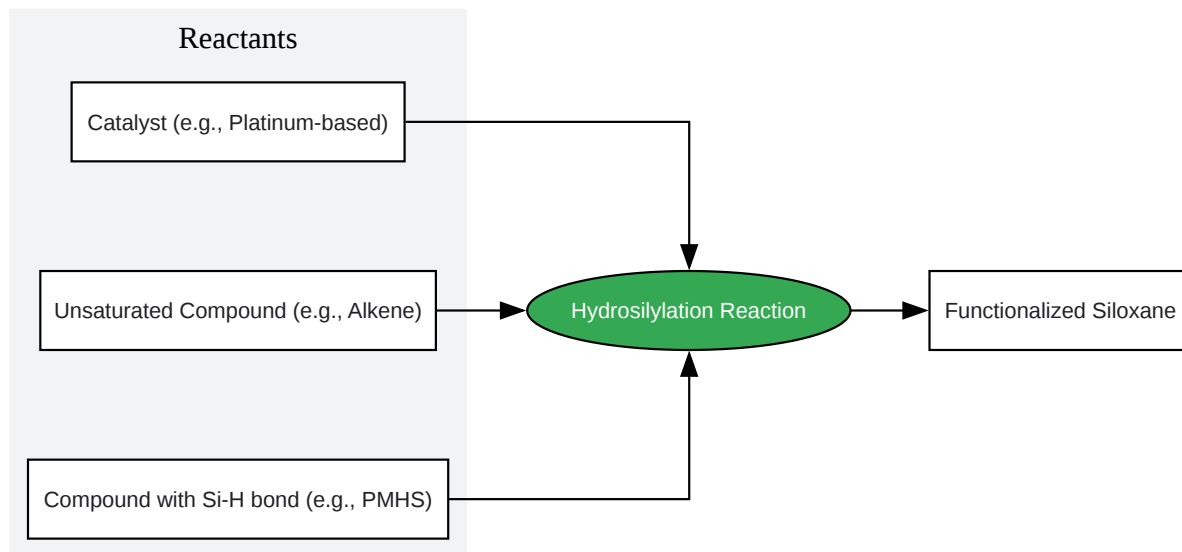 Reactants
Catalyst (e.g., Platinum-based)
Unsaturated Compound (e.g., Alkene)
Hydrosilylation Reaction
Functionalized Siloxane
Compound with Si-H bond (e.g., PMHS)